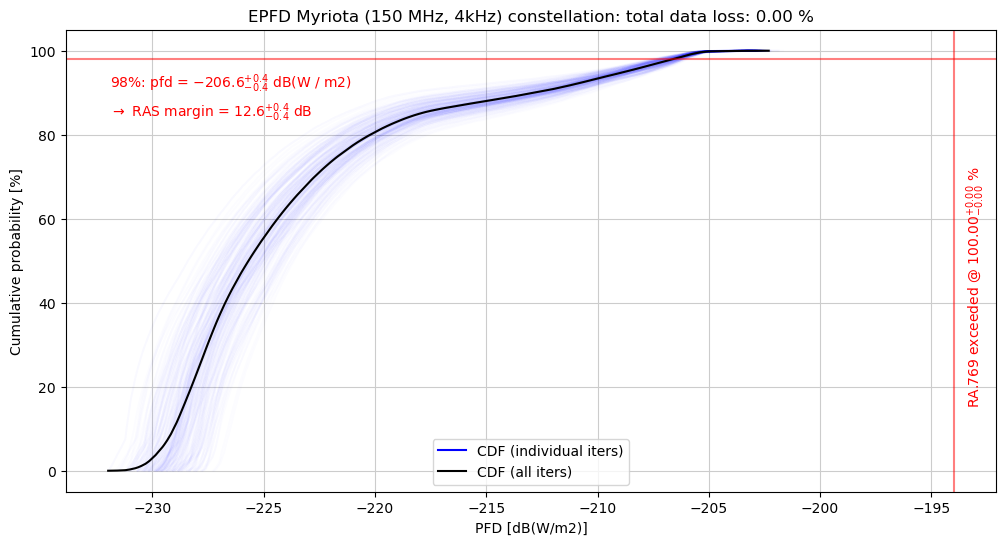 EPFD Myriota (150 MHz, 4kHz) constellation: total data loss: 0.00 %
100
80
60
40
20
0
Cumulative probability [%]
98%: pfd = −206.6+0.4−0.4 dB(W / m2)
→ RAS margin = 12.6+0.4−0.4 dB
RA.769 exceeded @ 100.00+0.00−0.00 %
CDF (individual iters)
CDF (all iters)
−230 −225 −220 −215 −210 −205 −200 −195
PFD [dB(W/m2)]